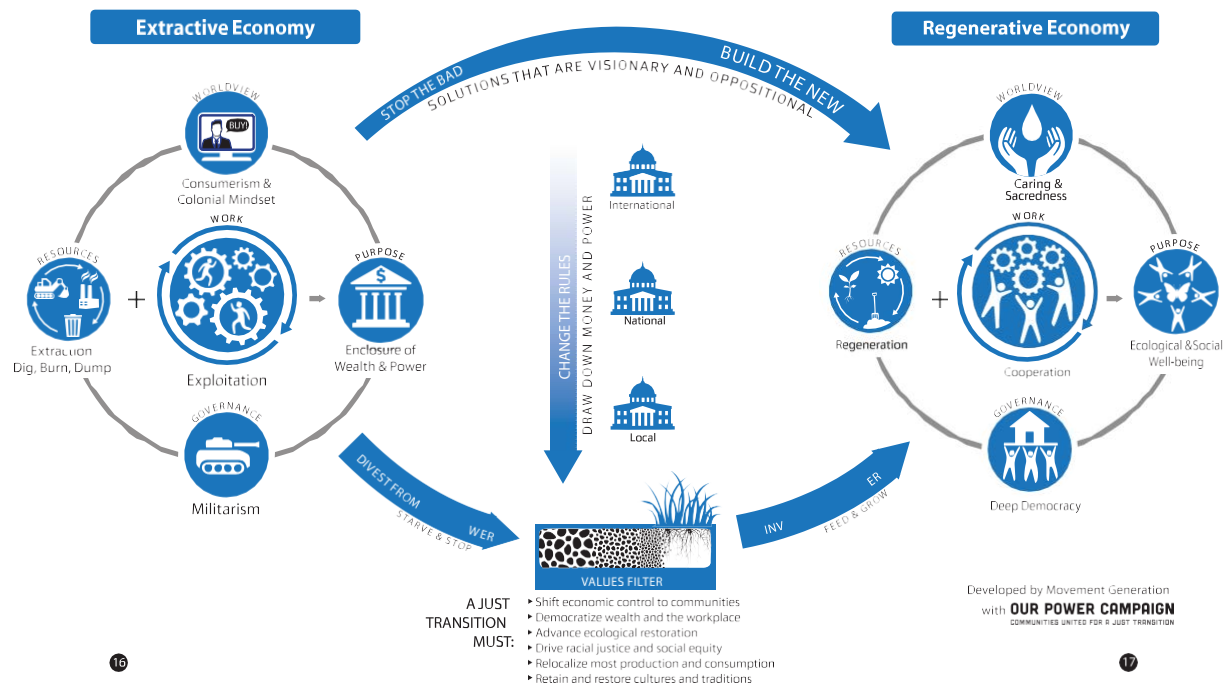 Extractive Economy
Regenerative Economy
STOP THE BAD
BUILD THE NEW
SOLUTIONS THAT ARE VISIONARY AND OPPOSITIONAL
WORLDVIEW
BUY!
Consumerism &
Colonial Mindset
WORK
RESOURCES
PURPOSE
$
Extraction
Dig, Burn, Dump
Exploitation
Enclosure of
Wealth & Power
GOVERNANCE
Militarism
CHANGE THE RULES
DRAW DOWN MONEY AND POWER
International
National
Local
WORLDVIEW
Caring &
Sacredness
WORK
RESOURCES
PURPOSE
Regeneration
Cooperation
Ecological & Social
Well-being
GOVERNANCE
Deep Democracy
DIVEST FROM WER
STARVE & STOP
INV ER
FEED & GROW
VALUES FILTER
A JUST
TRANSITION
MUST:
‣ Shift economic control to communities
‣ Democratize wealth and the workplace
‣ Advance ecological restoration
‣ Drive racial justice and social equity
‣ Relocalize most production and consumption
‣ Retain and restore cultures and traditions
Developed by Movement Generation
with OUR POWER CAMPAIGN
COMMUNITIES UNITED FOR A JUST TRANSITION
16
17